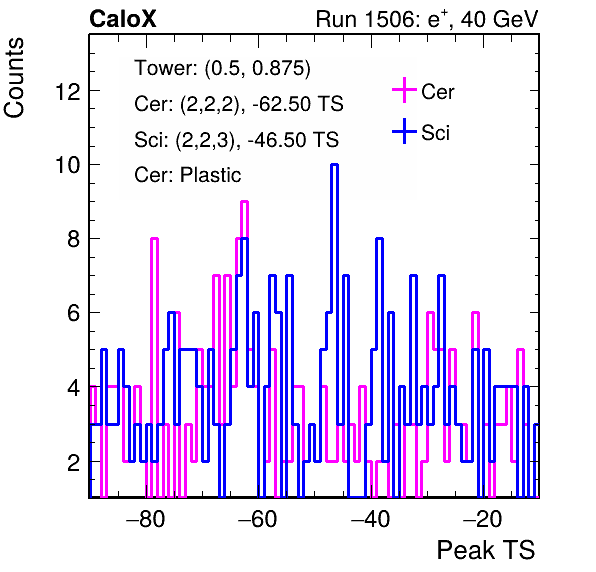 CaloX Run 1506: e⁺, 40 GeV
Counts
Tower: (0.5, 0.875)
Cer: (2,2,2), -62.50 TS
Sci: (2,2,3), -46.50 TS
Cer: Plastic
Cer
Sci
12
10
8
6
4
2
−80 −60 −40 −20
Peak TS